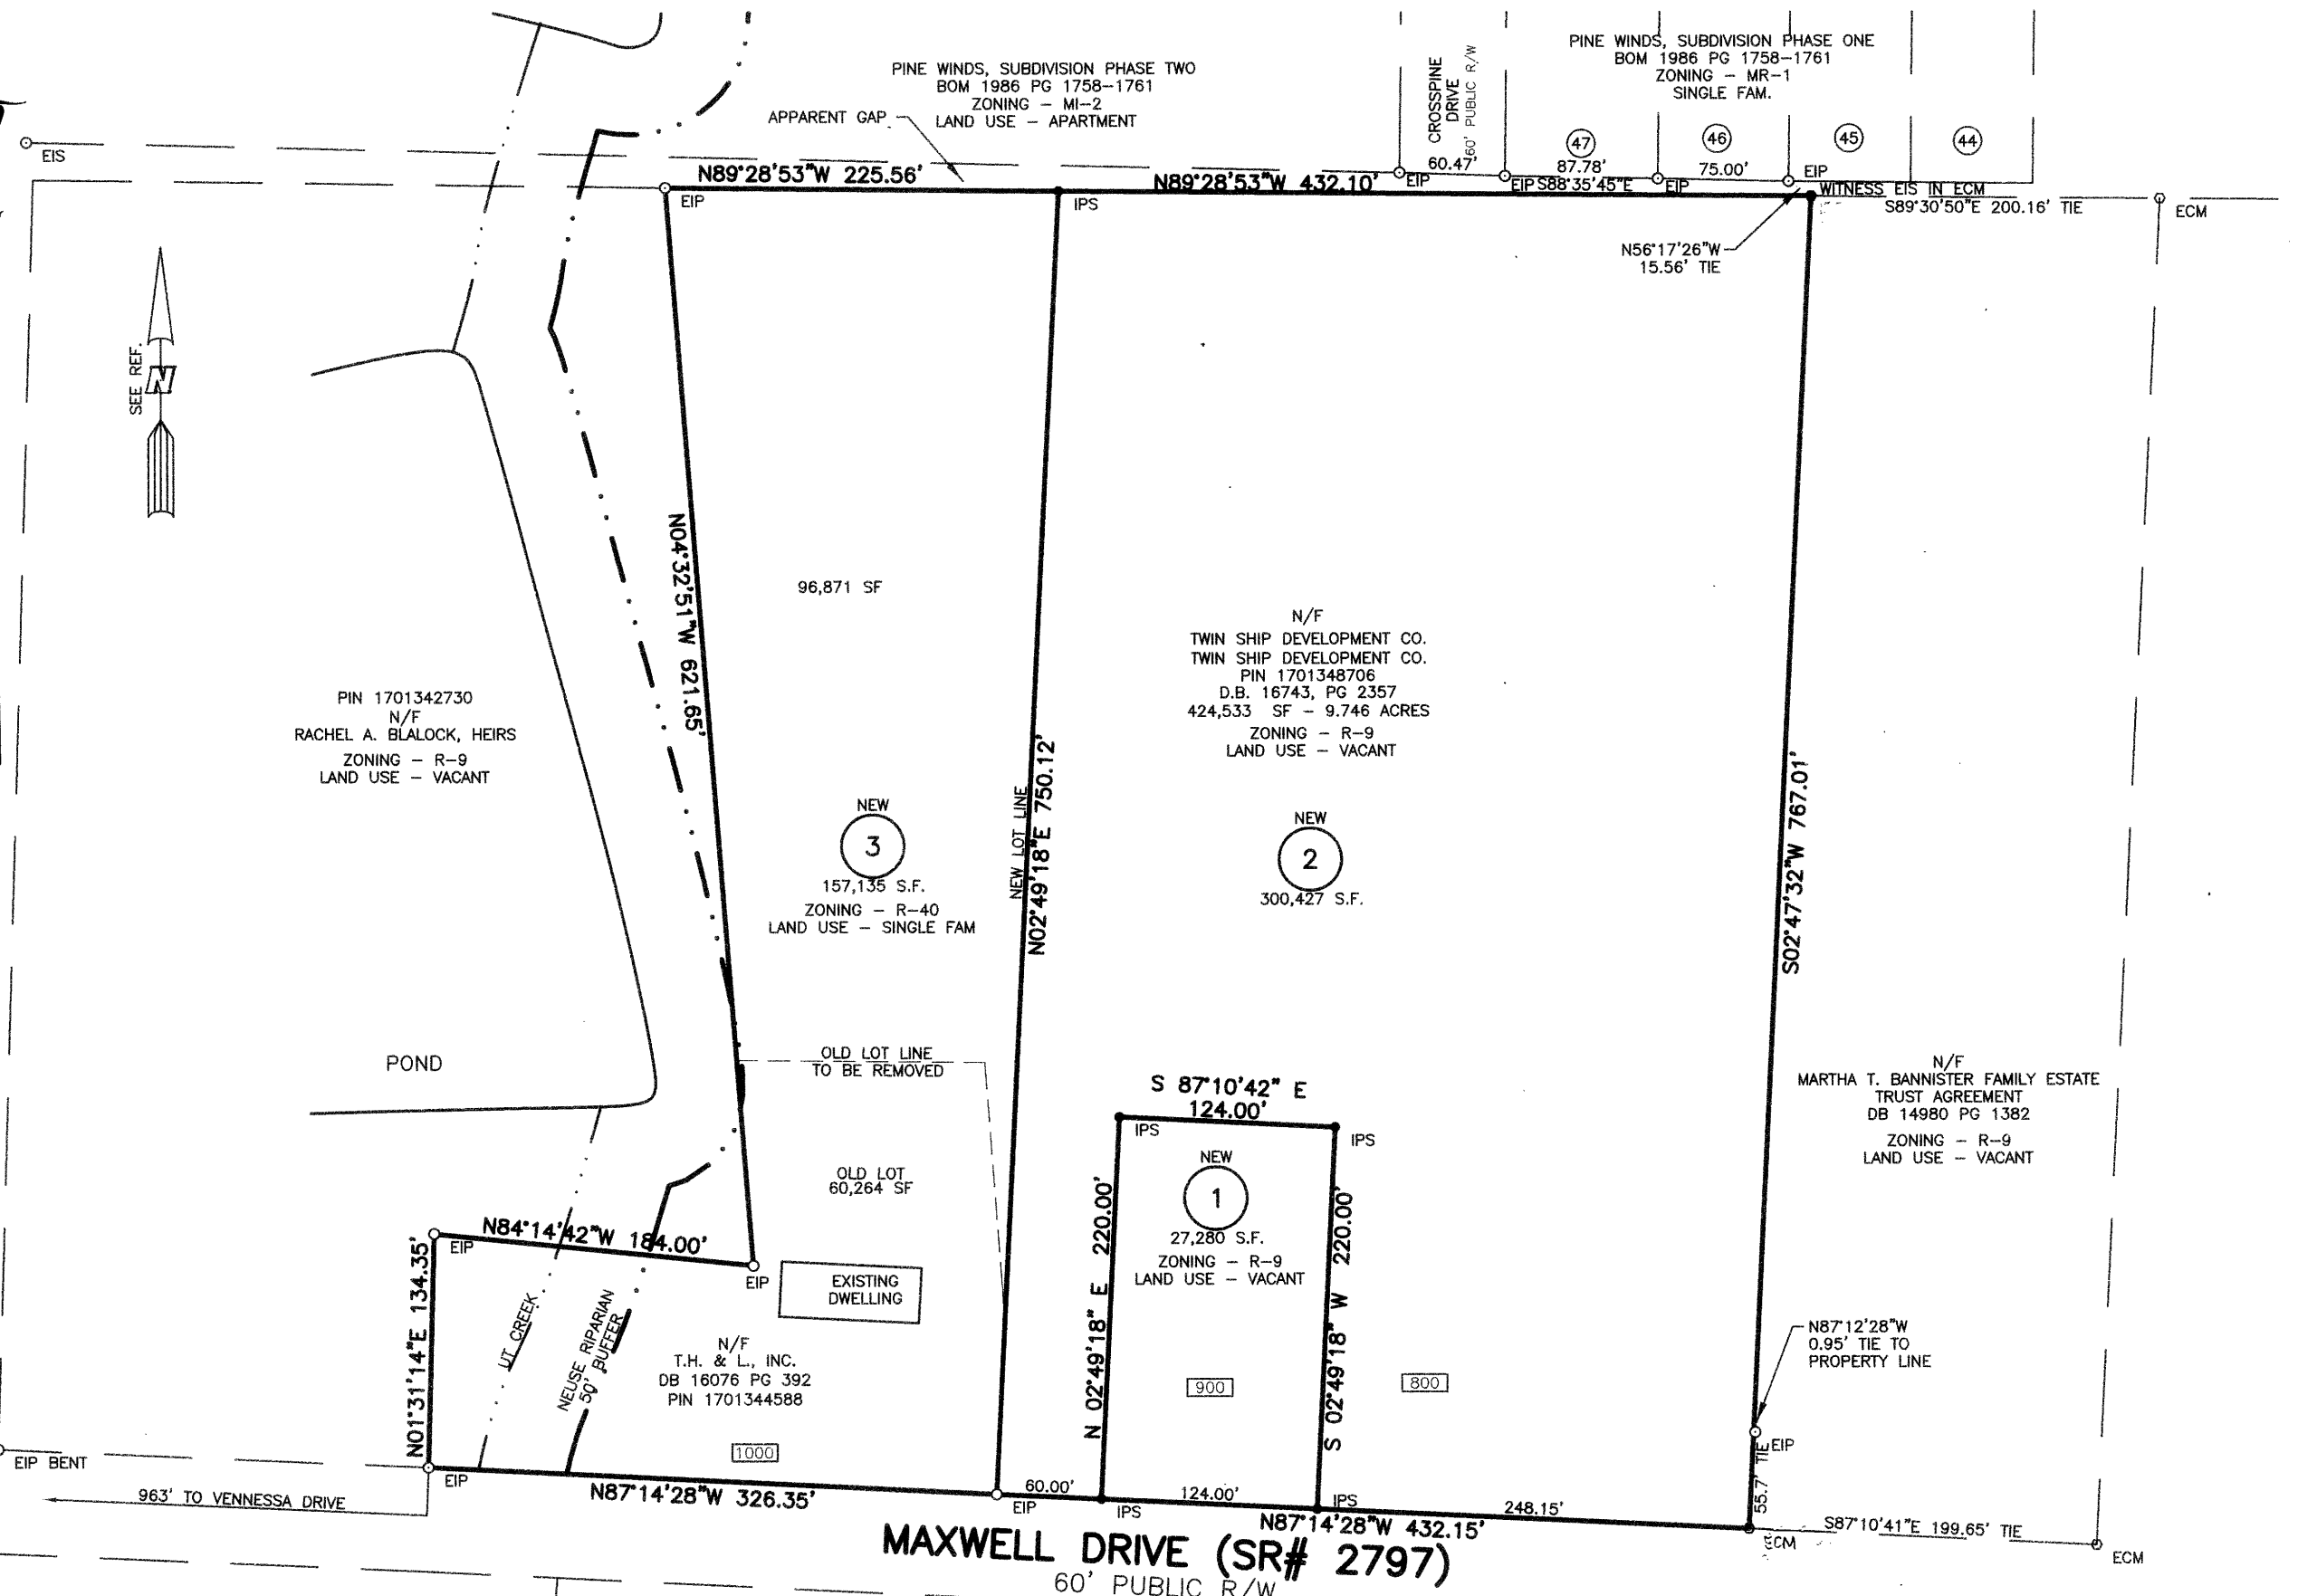 PINE WINDS, SUBDIVISION PHASE TWO
BOM 1986 PG 1758-1761
ZONING - MI-2
LAND USE - APARTMENT
APPARENT GAP
CROSSPINE
DRIVE
60' PUBLIC R/W
PINE WINDS, SUBDIVISION PHASE ONE
BOM 1986 PG 1758-1761
ZONING - MR-1
SINGLE FAM.
47
46
45
44
EIS
60.47'
87.78'
75.00'
EIP
EIP
S88°35'45"E
EIP
EIP
N89°28'53"W 225.56'
N89°28'53"W 432.10'
EIP
IPS
WITNESS EIS IN ECM
S89°30'50"E 200.16' TIE
ECM
N56°17'26"W
15.56' TIE
SEE REF.
N
N04°32'51"W 621.65'
96,871 SF
N/F
TWIN SHIP DEVELOPMENT CO.
TWIN SHIP DEVELOPMENT CO.
PIN 1701348706
D.B. 16743, PG 2357
424,533 SF - 9.746 ACRES
ZONING - R-9
LAND USE - VACANT
PIN 1701342730
N/F
RACHEL A. BLALOCK, HEIRS
ZONING - R-9
LAND USE - VACANT
NEW
3
157,135 S.F.
ZONING - R-40
LAND USE - SINGLE FAM
NEW LOT LINE
N02°49'18"E 750.12'
NEW
2
300,427 S.F.
S02°47'32"W 767.01'
POND
OLD LOT LINE
TO BE REMOVED
OLD LOT
60,264 SF
S 87°10'42" E
124.00'
IPS
IPS
NEW
1
27,280 S.F.
ZONING - R-9
LAND USE - VACANT
N 02°49'18" E 220.00'
S 02°49'18" W 220.00'
N/F
MARTHA T. BANNISTER FAMILY ESTATE
TRUST AGREEMENT
DB 14980 PG 1382
ZONING - R-9
LAND USE - VACANT
N84°14'42"W 184.00'
EIP
EIP
N01°31'14"E 134.35'
EXISTING
DWELLING
UT CREEK
NEUSE RIPARIAN
50' BUFFER
N/F
T.H. & L., INC.
DB 16076 PG 392
PIN 1701344588
1000
900
800
N87°12'28"W
0.95' TIE TO
PROPERTY LINE
EIP
55.7' TIE
EIP BENT
963' TO VENNESSA DRIVE
EIP
N87°14'28"W 326.35'
EIP
60.00'
IPS
124.00'
IPS
248.15'
N87°14'28"W 432.15'
ECM
S87°10'41"E 199.65' TIE
ECM
MAXWELL DRIVE (SR# 2797)
60' PUBLIC R/W